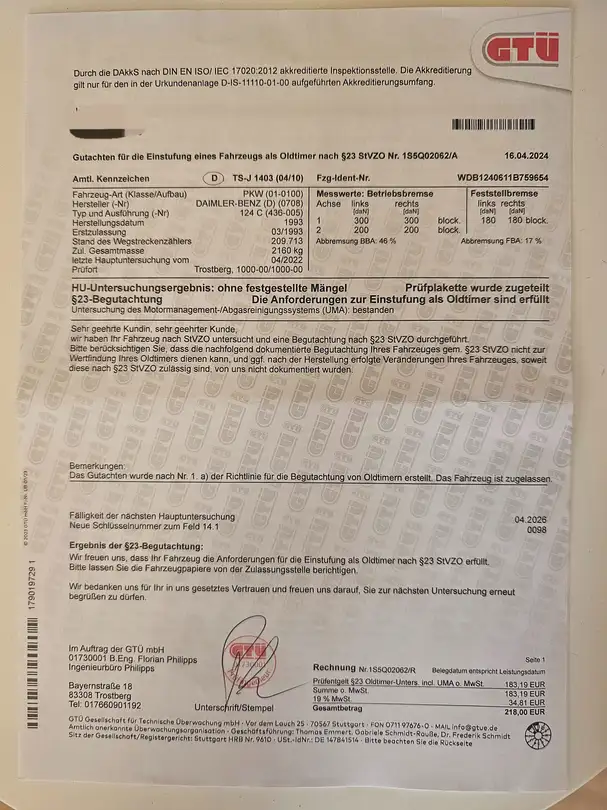 GTÜ
Durch die DAkkS nach DIN EN ISO/ IEC 17020:2012 akkreditierte Inspektionsstelle. Die Akkreditierung
gilt nur für den in der Urkundenanlage D-IS-11110-01-00 aufgeführten Akkreditierungsumfang.
Gutachten für die Einstufung eines Fahrzeugs als Oldtimer nach §23 StVZO Nr. 1S5Q02062/A 16.04.2024
Amtl. Kennzeichen D TS-J 1403 (04/10) Fzg-Ident-Nr. WDB1240611B759654
Fahrzeug-Art (Klasse/Aufbau) PKW (01-0100)
Hersteller (-Nr) DAIMLER-BENZ (D) (0708)
Typ und Ausführung (-Nr) 124 C (436-005)
Herstellungsdatum 1993
Erstzulassung 03/1993
Stand des Wegstreckenzählers 209.713
Zul. Gesamtmasse 2160 kg
letzte Hauptuntersuchung vom 04/2022
Prüfort Trostberg, 1000-00/1000-00
Messwerte: Betriebsbremse
Achse links rechts
[daN] [daN]
1 300 300 block.
2 200 200 block.
Abbremsung BBA: 46 %
Feststellbremse
links rechts
[daN] [daN]
180 180 block.
Abbremsung FBA: 17 %
HU-Untersuchungsergebnis: ohne festgestellte Mängel Prüfplakette wurde zugeteilt
§23-Begutachtung Die Anforderungen zur Einstufung als Oldtimer sind erfüllt
Untersuchung des Motormanagement-/Abgasreinigungssystems (UMA): bestanden
Sehr geehrte Kundin, sehr geehrter Kunde,
wir haben Ihr Fahrzeug nach StVZO untersucht und eine Begutachtung nach §23 StVZO durchgeführt.
Bitte berücksichtigen Sie, dass die nachfolgend dokumentierte Begutachtung Ihres Fahrzeuges gem. §23 StVZO nicht zur
Wertfindung Ihres Oldtimers dienen kann, und ggf. nach der Herstellung erfolgte Veränderungen Ihres Fahrzeuges, soweit
diese nach §23 StVZO zulässig sind, von uns nicht dokumentiert wurden.
Bemerkungen:
Das Gutachten wurde nach Nr. 1. a) der Richtlinie für die Begutachtung von Oldtimern erstellt. Das Fahrzeug ist zugelassen.
Fälligkeit der nächsten Hauptuntersuchung 04.2026
Neue Schlüsselnummer zum Feld 14.1 0098
Ergebnis der §23-Begutachtung:
Wir freuen uns, dass Ihr Fahrzeug die Anforderungen für die Einstufung als Oldtimer nach §23 StVZO erfüllt.
Bitte lassen Sie die Fahrzeugpapiere von der Zulassungsstelle berichtigen.
Wir bedanken uns für Ihr in uns gesetztes Vertrauen und freuen uns darauf, Sie zur nächsten Untersuchung erneut
begrüßen zu dürfen.
179019729 1
Im Auftrag der GTÜ mbH
01730001 B.Eng. Florian Philipps
Ingenieurbüro Philipps
Bayernstraße 18
83308 Trostberg
Tel: 017660901192
GTÜ
Unterschrift/Stempel
Seite 1
Rechnung Nr.1S5Q02062/R Belegdatum entspricht Leistungsdatum
Prüfentgelt §23 Oldtimer-Unters. incl. UMA o. MwSt. 183,19 EUR
Summe o. MwSt. 183,19 EUR
19 % MwSt. 34,81 EUR
Gesamtbetrag 218,00 EUR
GTÜ Gesellschaft für Technische Überwachung mbH · Vor dem Lauch 25 · 70567 Stuttgart · FON 0711 97676-0 · MAIL info@gtue.de
Amtlich anerkannte Überwachungsorganisation · Geschäftsführung: Thomas Emmert, Gabriele Schmidt-Rauße, Dr. Frederik Schmidt
Sitz der Gesellschaft/Registergericht: Stuttgart HRB Nr. 9610 · USt.-IdNr.: DE 147841514 · Bitte beachten Sie die Rückseite